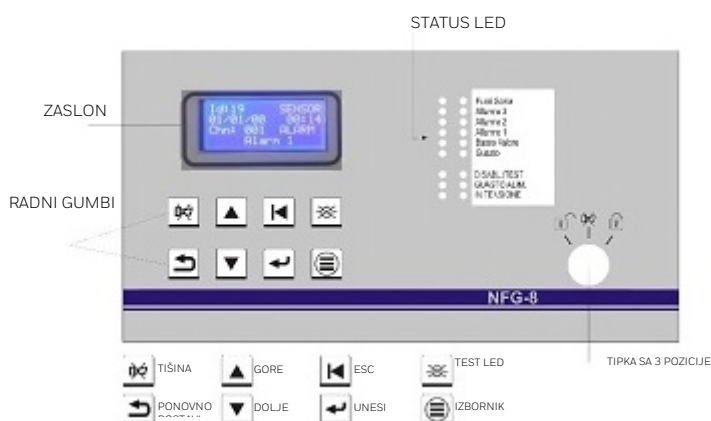 STATUS LED
ZASLON
Id:19 SENSOR
01/01/00 00:14
Chn: 001 ALARM
Alarm 1
Fuori Scala
Allarme 3
Allarme 2
Allarme 1
Basso Valore
Guasto
DISABIL./TEST
GUASTO ALIM.
IN TENSIONE
RADNI GUMBI
NFG-8
TIPKA SA 3 POZICIJE
TIŠINA
GORE
ESC
TEST LED
PONOVNO
DOLJE
UNESI
IZBORNIK